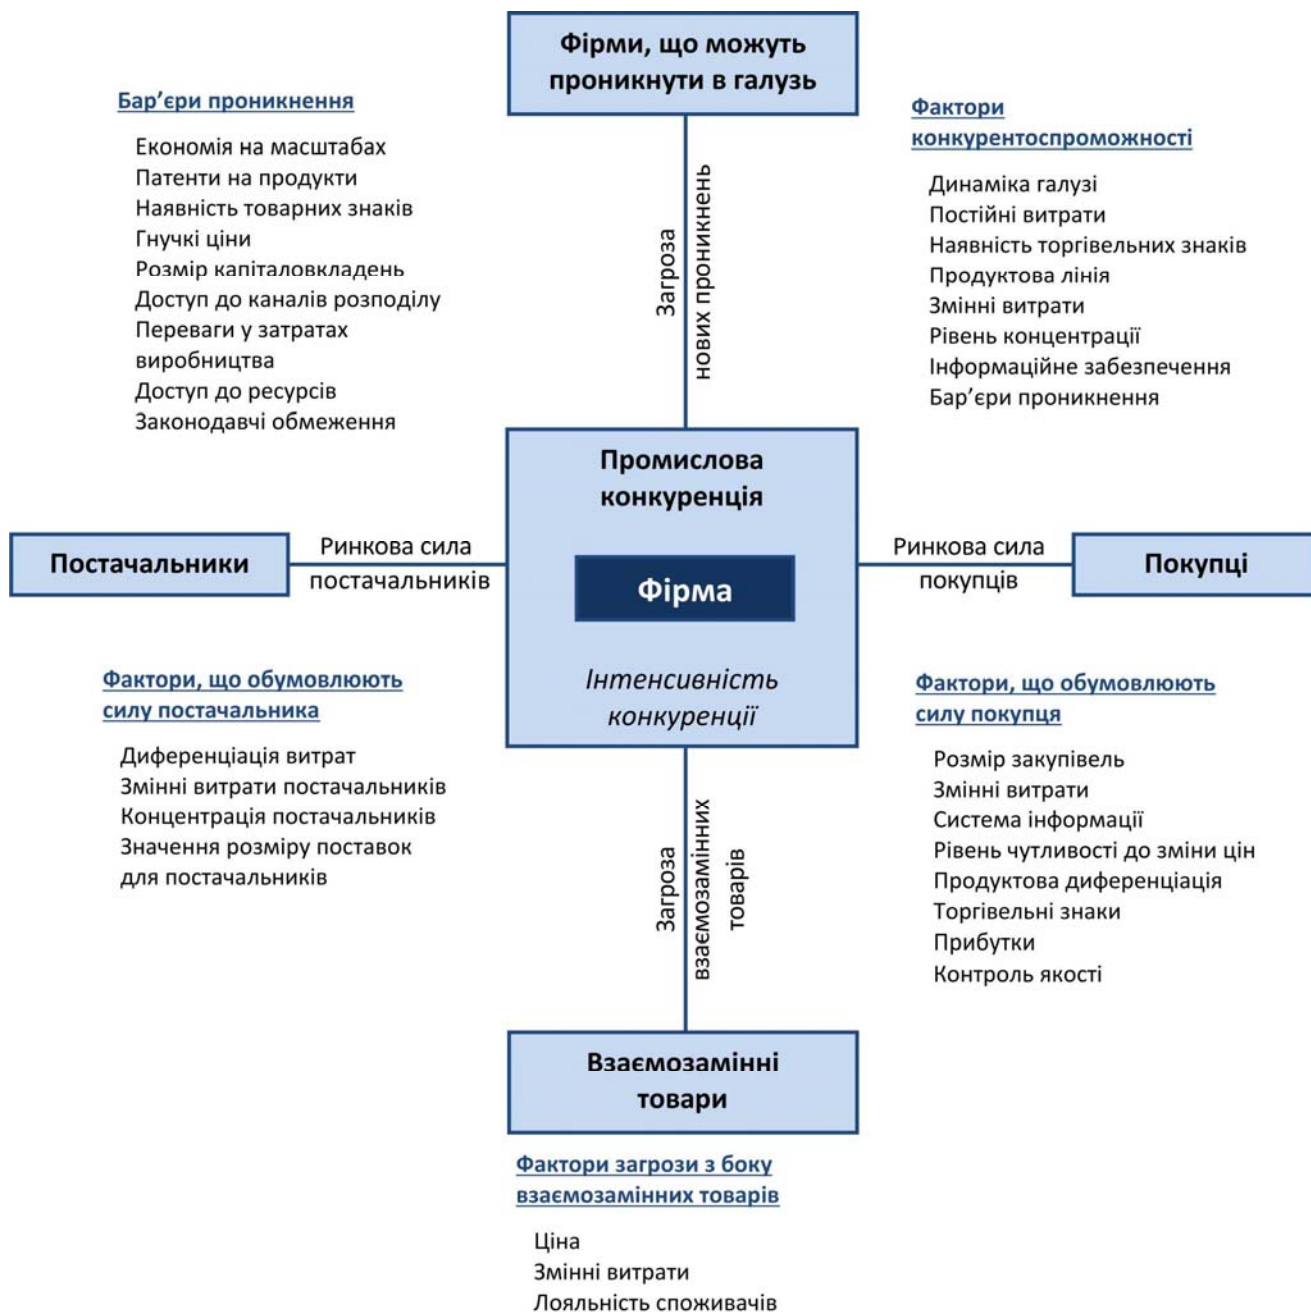 Фірми, що можуть
проникнути в галузь
Бар’єри проникнення
Економія на масштабах
Патенти на продукти
Наявність товарних знаків
Гнучкі ціни
Розмір капіталовкладень
Доступ до каналів розподілу
Переваги у затратах
виробництва
Доступ до ресурсів
Законодавчі обмеження
Загроза
нових проникнень
Фактори
конкурентоспроможності
Динаміка галузі
Постійні витрати
Наявність торгівельних знаків
Продуктова лінія
Змінні витрати
Рівень концентрації
Інформаційне забезпечення
Бар’єри проникнення
Постачальники
Ринкова сила
постачальників
Промислова
конкуренція
Фірма
Інтенсивність
конкуренції
Ринкова сила
покупців
Покупці
Фактори, що обумовлюють
силу постачальника
Диференціація витрат
Змінні витрати постачальників
Концентрація постачальників
Значення розміру поставок
для постачальників
Загроза
взаємозамінних
товарів
Фактори, що обумовлюють
силу покупця
Розмір закупівель
Змінні витрати
Система інформації
Рівень чутливості до зміни цін
Продуктова диференціація
Торгівельні знаки
Прибутки
Контроль якості
Взаємозамінні
товари
Фактори загрози з боку
взаємозамінних товарів
Ціна
Змінні витрати
Лояльність споживачів